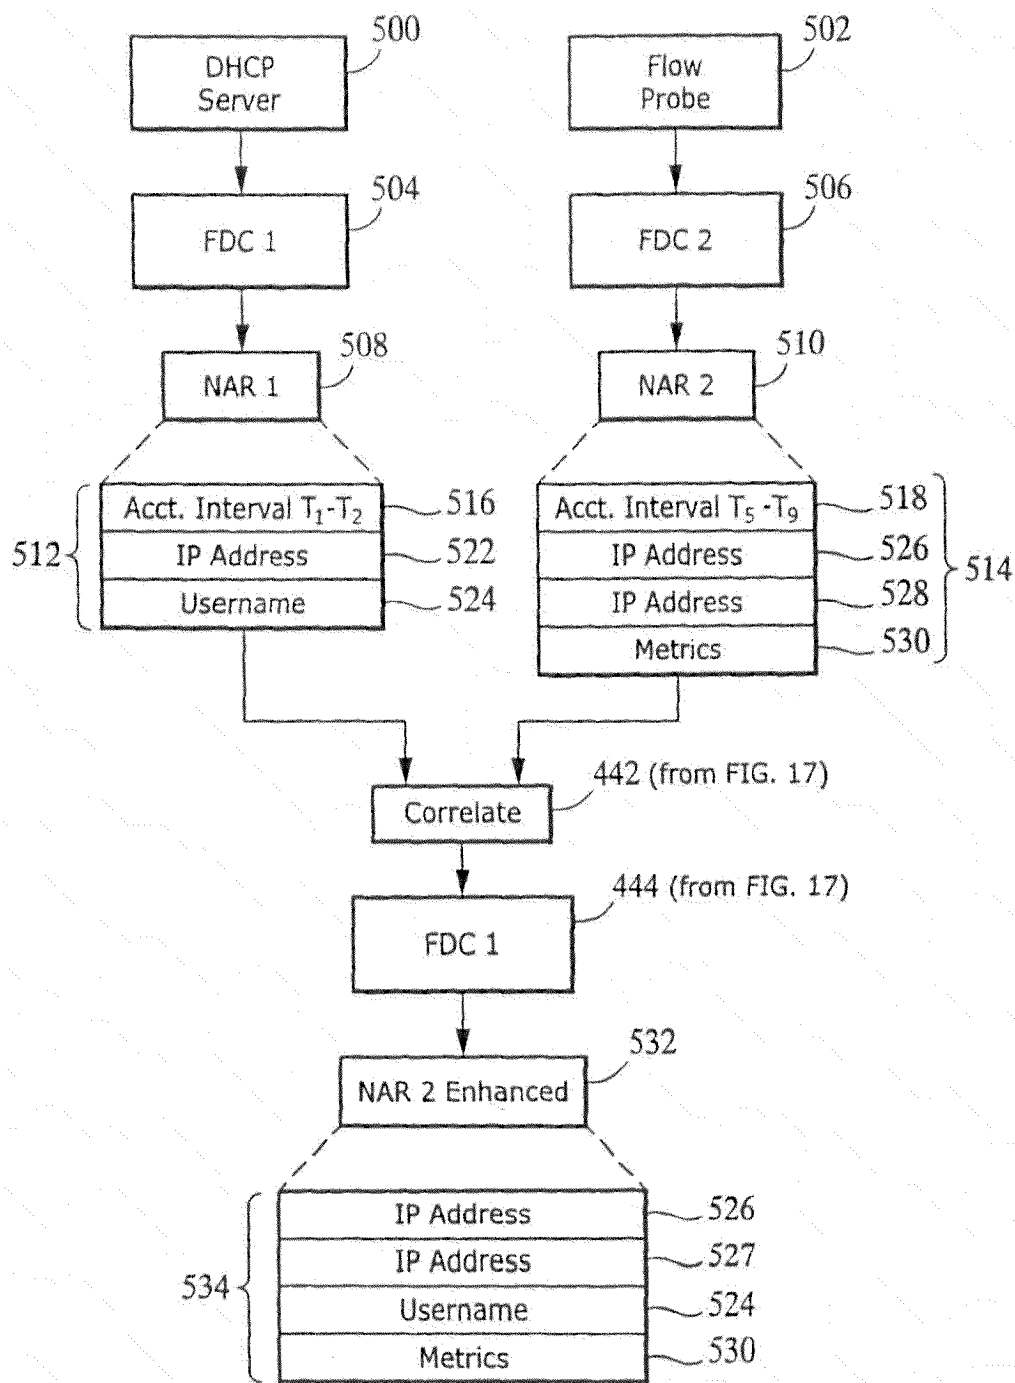 500
502
DHCP
Server
Flow
Probe
504
506
FDC 1
FDC 2
508
510
NAR 1
NAR 2
512
Acct. Interval T₁-T₂
516
IP Address
522
Username
524
Acct. Interval T₅ -T₉
518
IP Address
526
IP Address
528
Metrics
530
514
442 (from FIG. 17)
Correlate
444 (from FIG. 17)
FDC 1
532
NAR 2 Enhanced
534
IP Address
526
IP Address
527
Username
524
Metrics
530